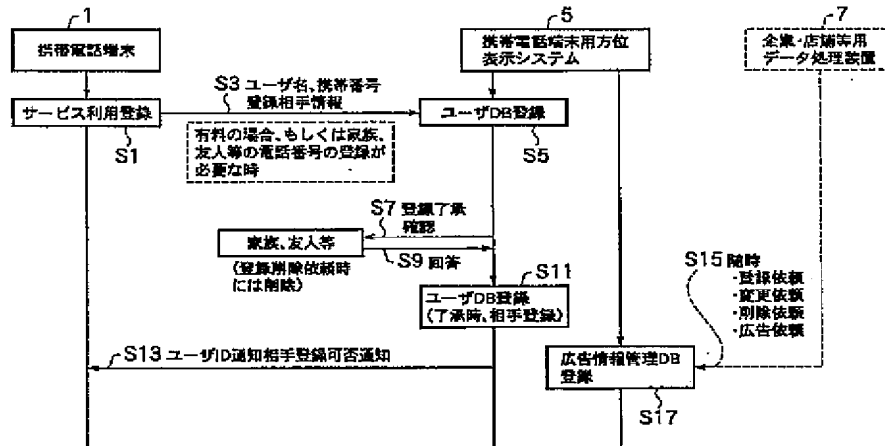 1
携帯電話端末
5
携帯電話端末用方位
表示システム
7
企業・店舗等用
データ処理装置
サービス利用登録
S1
S3 ユーザ名、携帯番号
登録相手情報
有料の場合、もしくは家族、
友人等の電話番号の登録が
必要な時
ユーザDB登録
S5
S7 登録了承
確認
家族、友人等
(登録削除依頼時
には削除)
S9 回答
S11
ユーザDB登録
(了承時、相手登録)
S13 ユーザID通知相手登録可否通知
S15 随時
・登録依頼
・変更依頼
・削除依頼
・広告依頼
広告情報管理DB
登録
S17